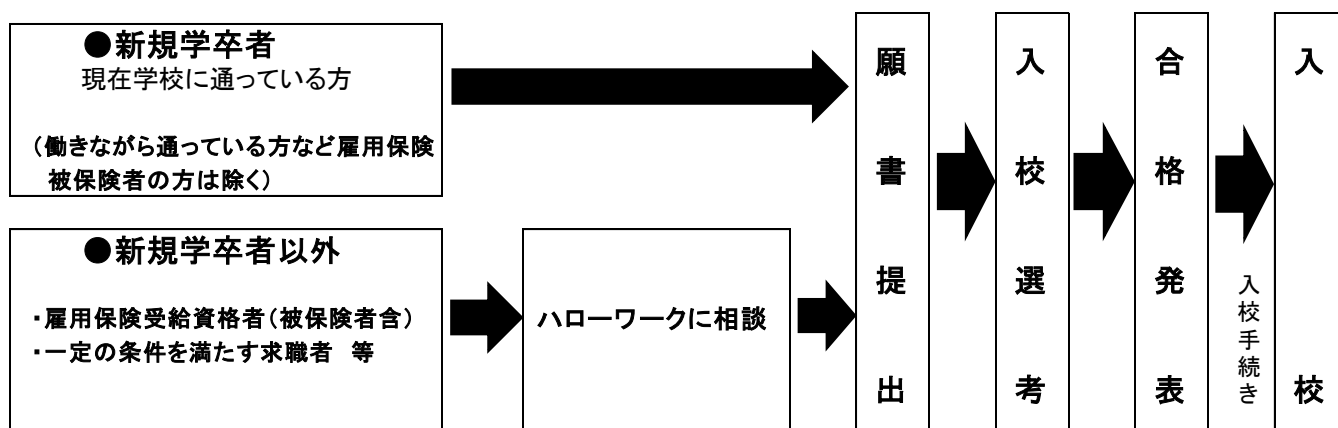 ●新規学卒者
現在学校に通っている方
（働きながら通っている方など雇用保険
被保険者の方は除く）
●新規学卒者以外
・雇用保険受給資格者（被保険者含）
・一定の条件を満たす求職者　等
ハローワークに相談
願書提出
入校選考
合格発表
入校手続き
入校